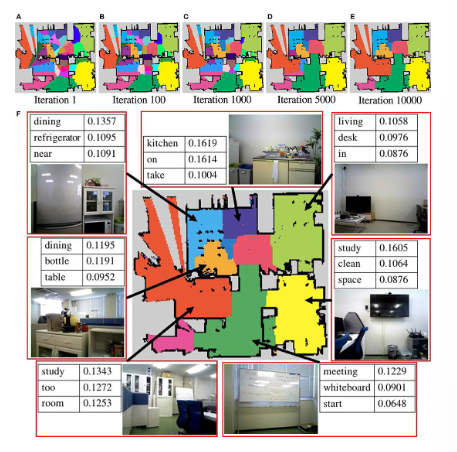 A B C D E
Iteration 1 Iteration 100 Iteration 1000 Iteration 5000 Iteration 10000
F
dining 0.1357
refrigerator 0.1095
near 0.1091
kitchen 0.1619
on 0.1614
take 0.1004
living 0.1058
desk 0.0976
in 0.0876
dining 0.1195
bottle 0.1191
table 0.0952
study 0.1605
clean 0.1064
space 0.0876
study 0.1343
too 0.1272
room 0.1253
meeting 0.1229
whiteboard 0.0901
start 0.0648